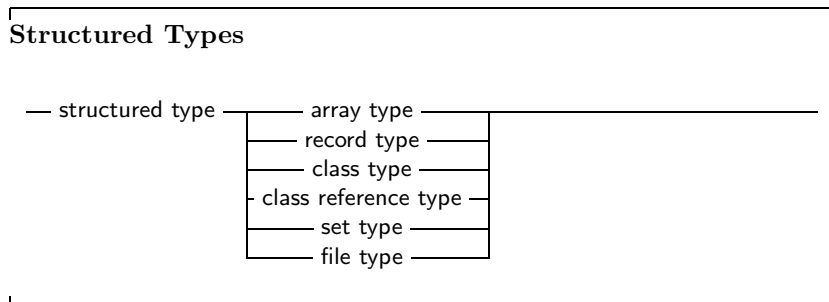 Structured Types
structured type array type
record type
class type
class reference type
set type
file type